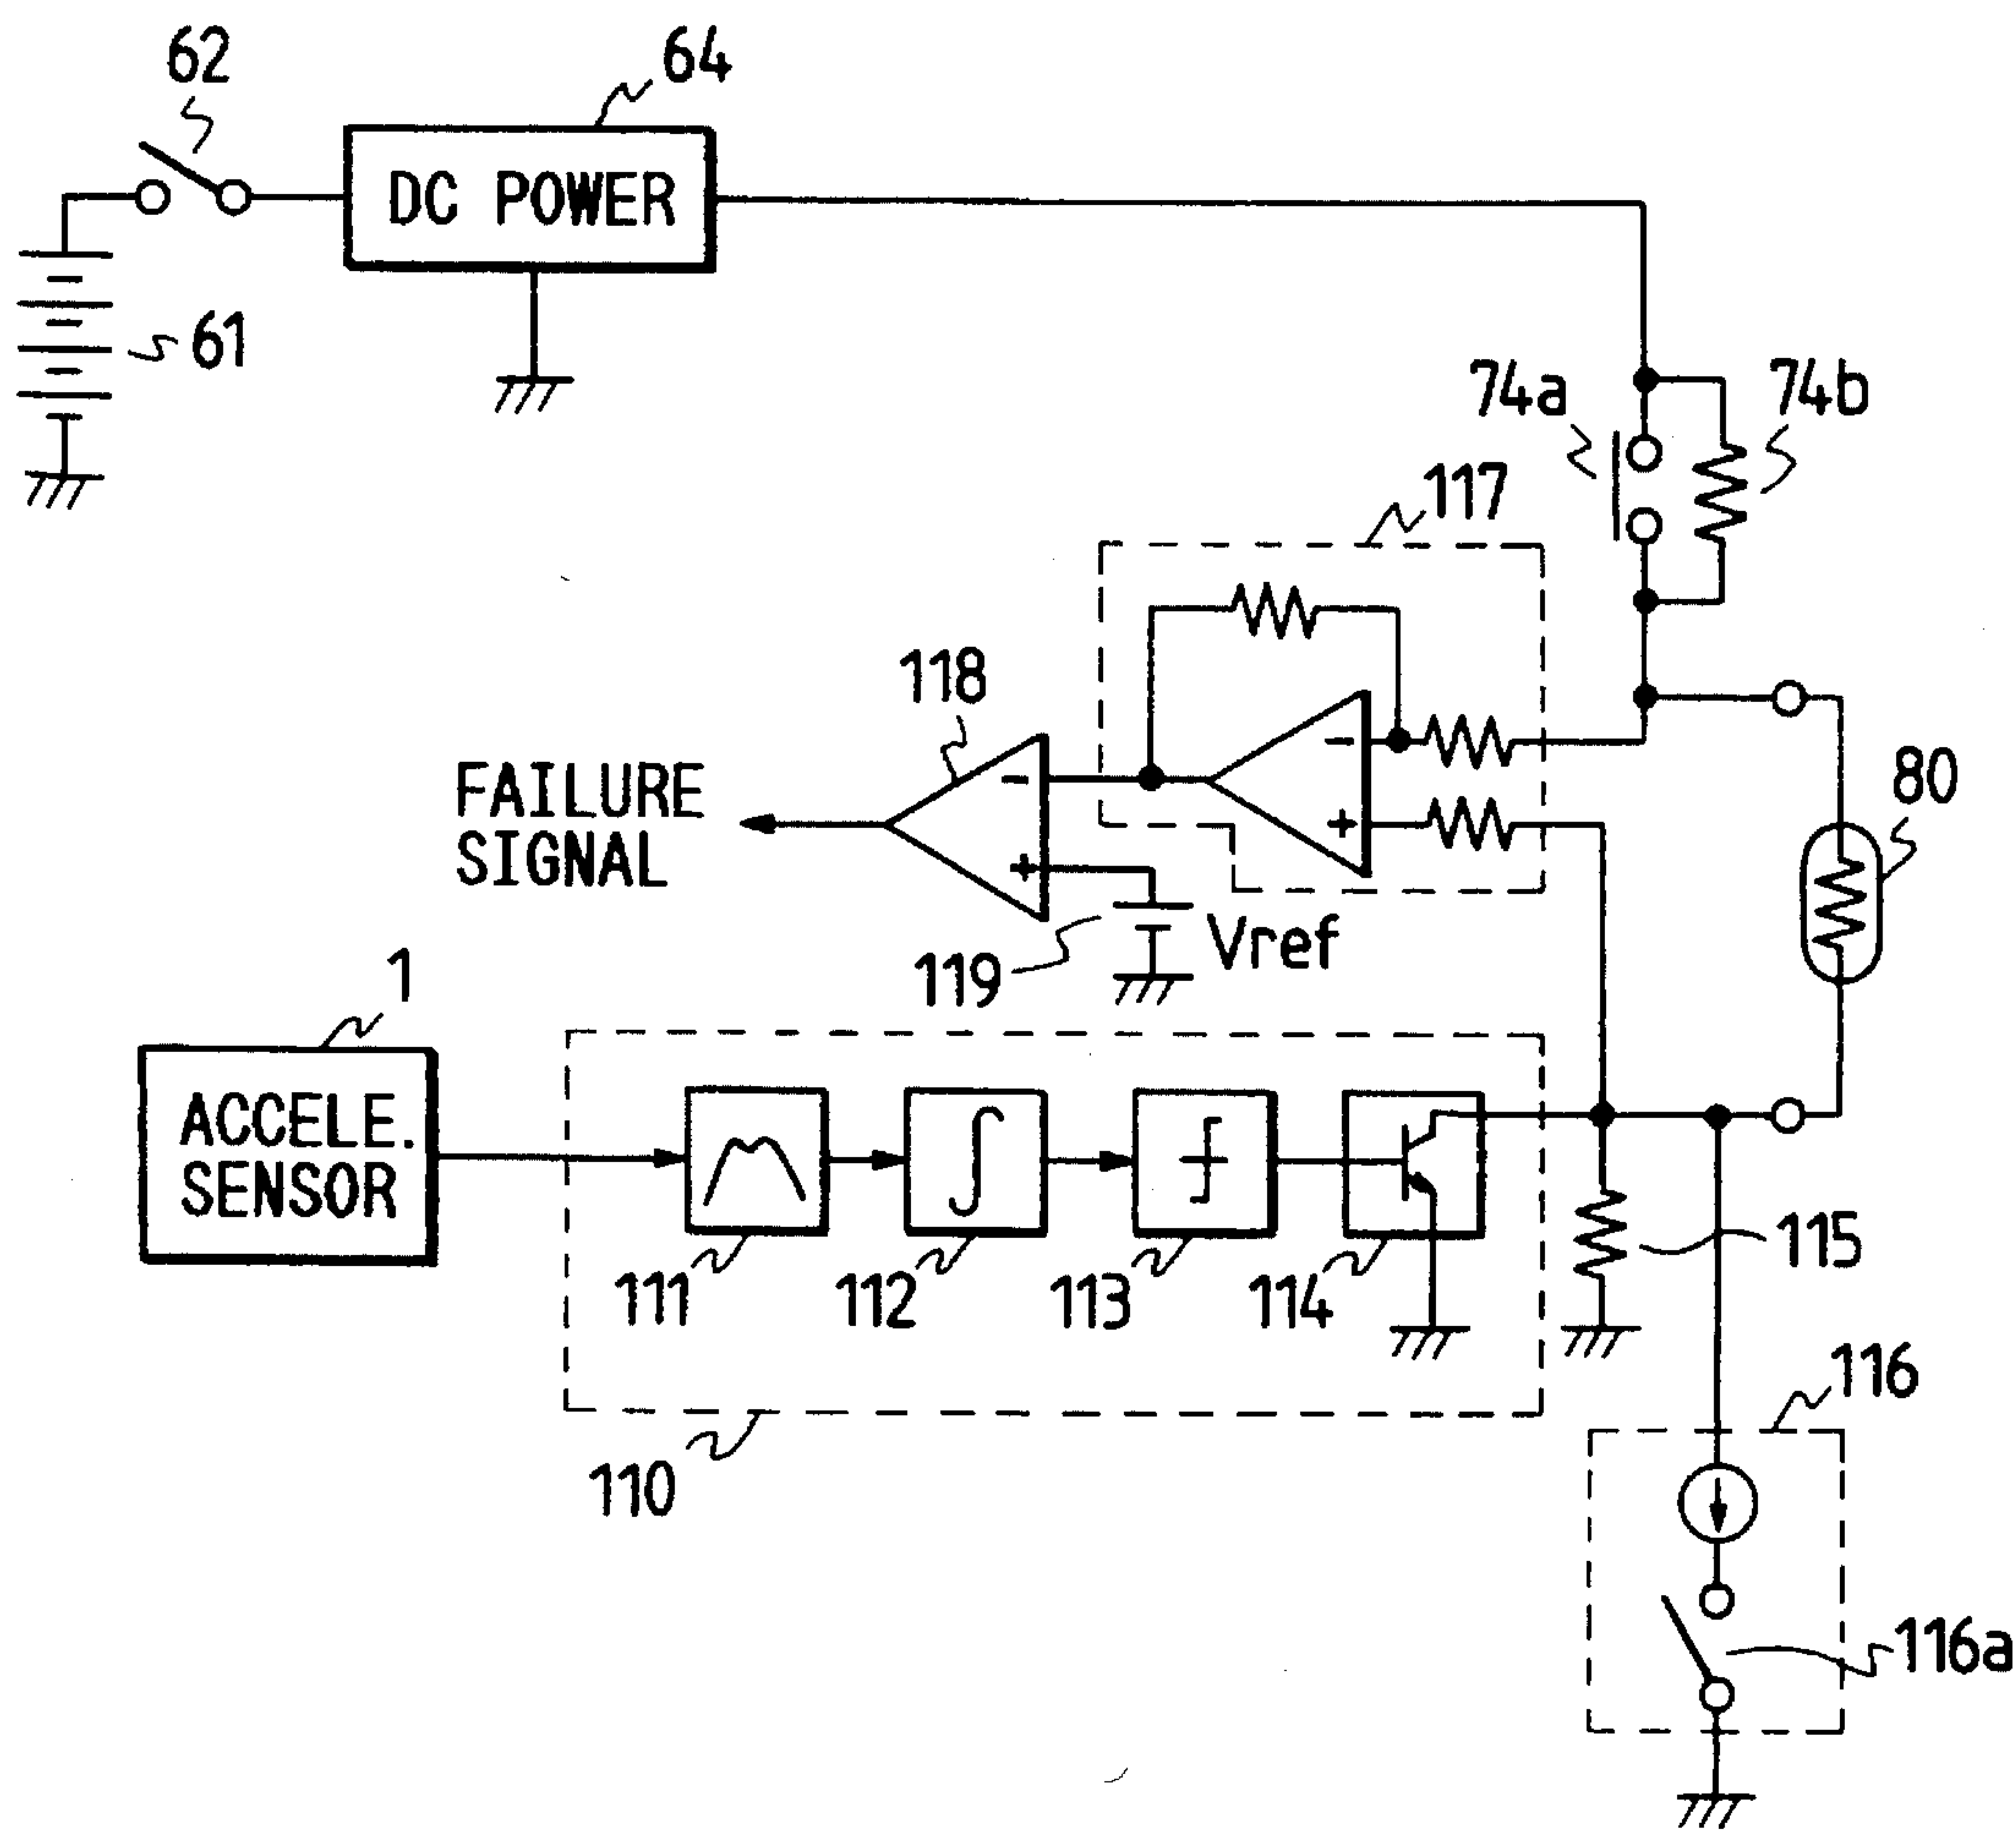 62
64
DC POWER
61
74a
74b
117
118
-
-
+
+
80
FAILURE
SIGNAL
Vref
119
1
ACCELE.
SENSOR
111
112
113
114
115
116
110
116a